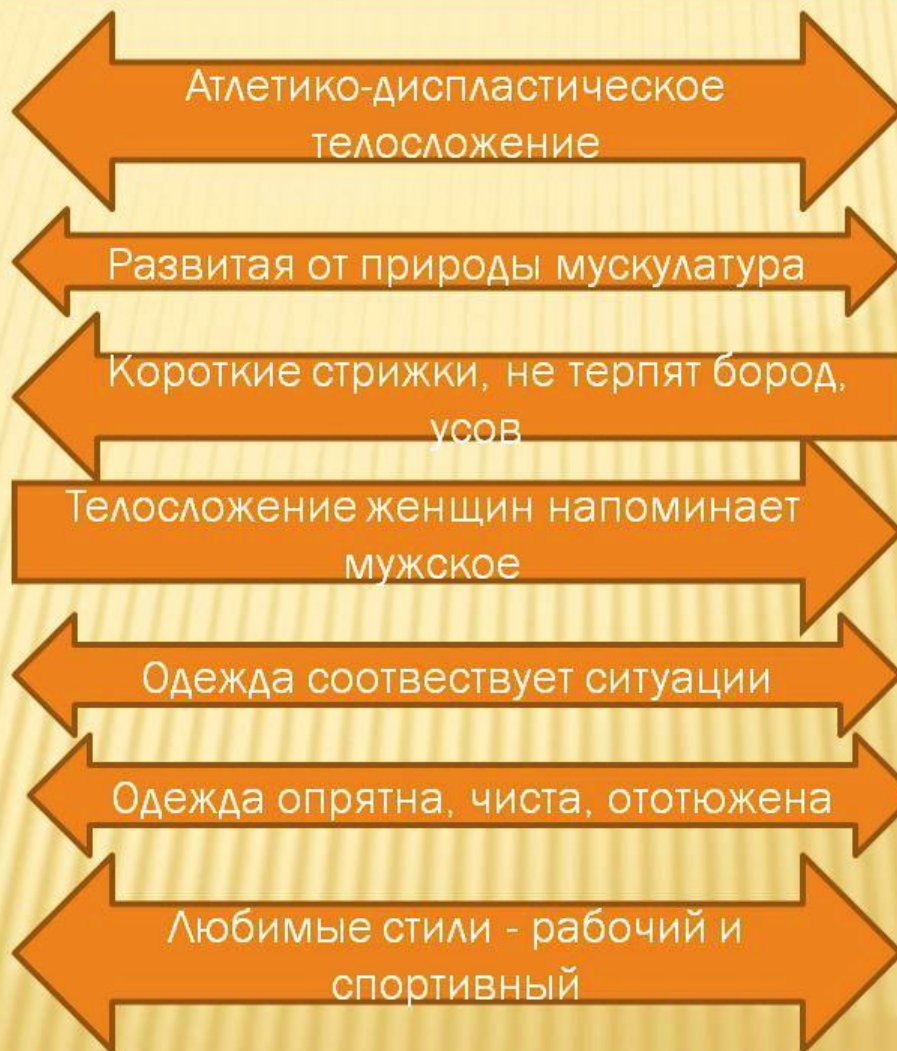 Атлетико-диспластическое
телосложение
Развитая от природы мускулатура
Короткие стрижки, не терпят бород,
усов
Телосложение женщин напоминает
мужское
Одежда соотвествует ситуации
Одежда опрятна, чиста, ототюжена
Любимые стили - рабочий и
спортивный